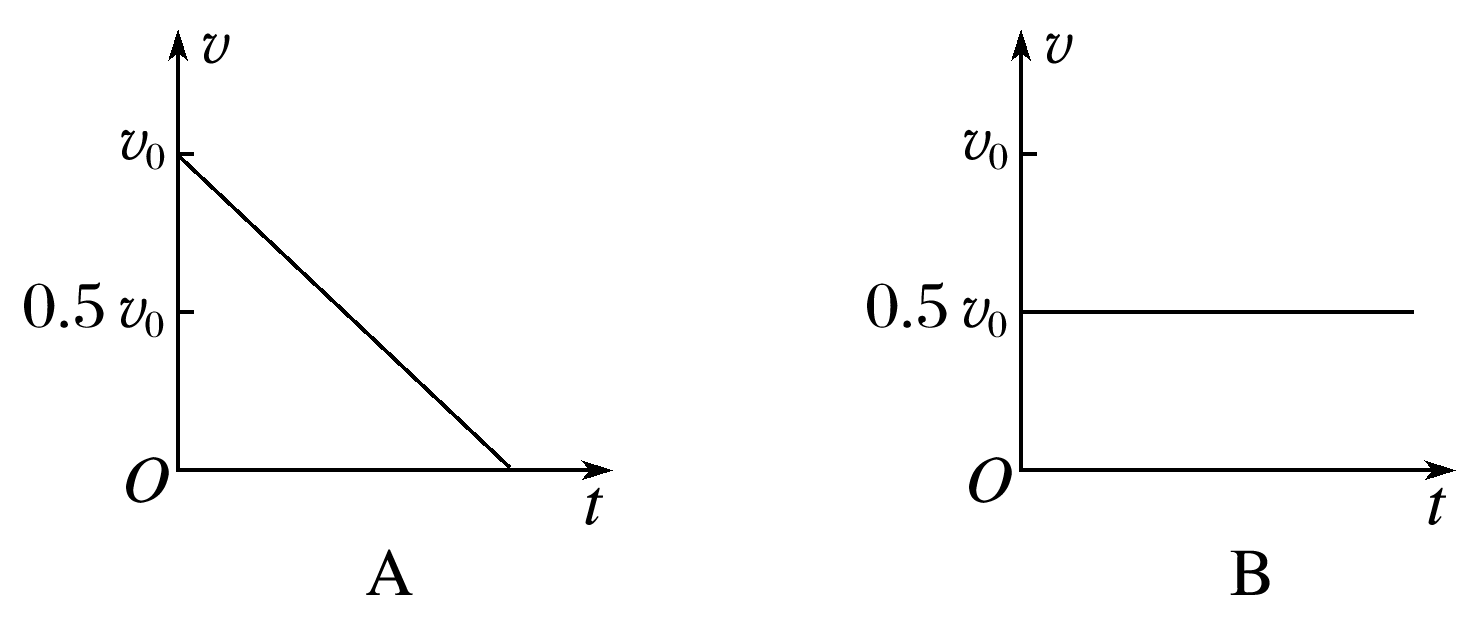 v v
v₀ v₀
0.5 v₀ 0.5 v₀
O t O t
A B